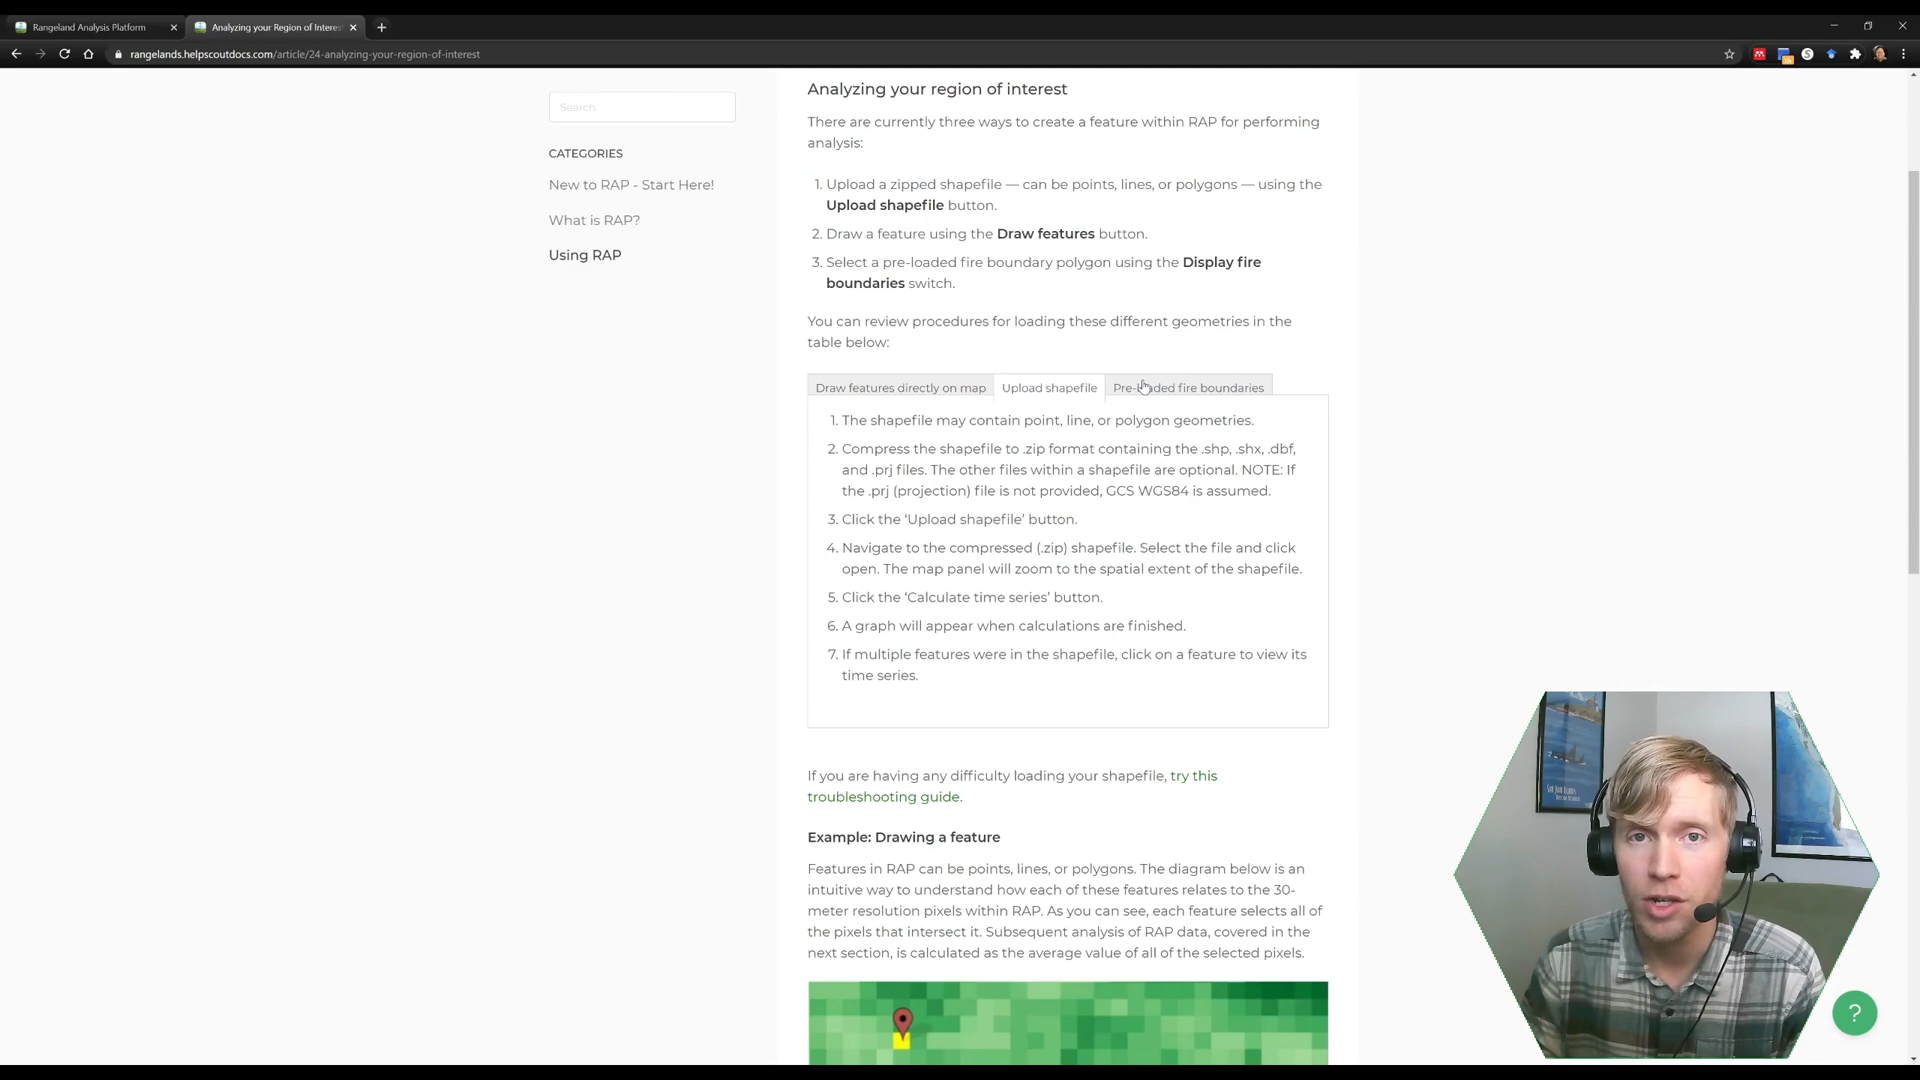 Rangeland Analysis Platform
Analyzing your Region of Interes
rangelands.helpscoutdocs.com/article/24-analyzing-your-region-of-interest
Search
CATEGORIES
New to RAP - Start Here!
What is RAP?
Using RAP
Analyzing your region of interest
There are currently three ways to create a feature within RAP for performing
analysis:
1. Upload a zipped shapefile — can be points, lines, or polygons — using the
Upload shapefile button.
2. Draw a feature using the Draw features button.
3. Select a pre-loaded fire boundary polygon using the Display fire
boundaries switch.
You can review procedures for loading these different geometries in the
table below:
Draw features directly on map
Upload shapefile
Pre-loaded fire boundaries
1. The shapefile may contain point, line, or polygon geometries.
2. Compress the shapefile to .zip format containing the .shp, .shx, .dbf,
and .prj files. The other files within a shapefile are optional. NOTE: If
the .prj (projection) file is not provided, GCS WGS84 is assumed.
3. Click the ‘Upload shapefile’ button.
4. Navigate to the compressed (.zip) shapefile. Select the file and click
open. The map panel will zoom to the spatial extent of the shapefile.
5. Click the ‘Calculate time series’ button.
6. A graph will appear when calculations are finished.
7. If multiple features were in the shapefile, click on a feature to view its
time series.
If you are having any difficulty loading your shapefile, try this
troubleshooting guide.
Example: Drawing a feature
Features in RAP can be points, lines, or polygons. The diagram below is an
intuitive way to understand how each of these features relates to the 30-
meter resolution pixels within RAP. As you can see, each feature selects all of
the pixels that intersect it. Subsequent analysis of RAP data, covered in the
next section, is calculated as the average value of all of the selected pixels.
?